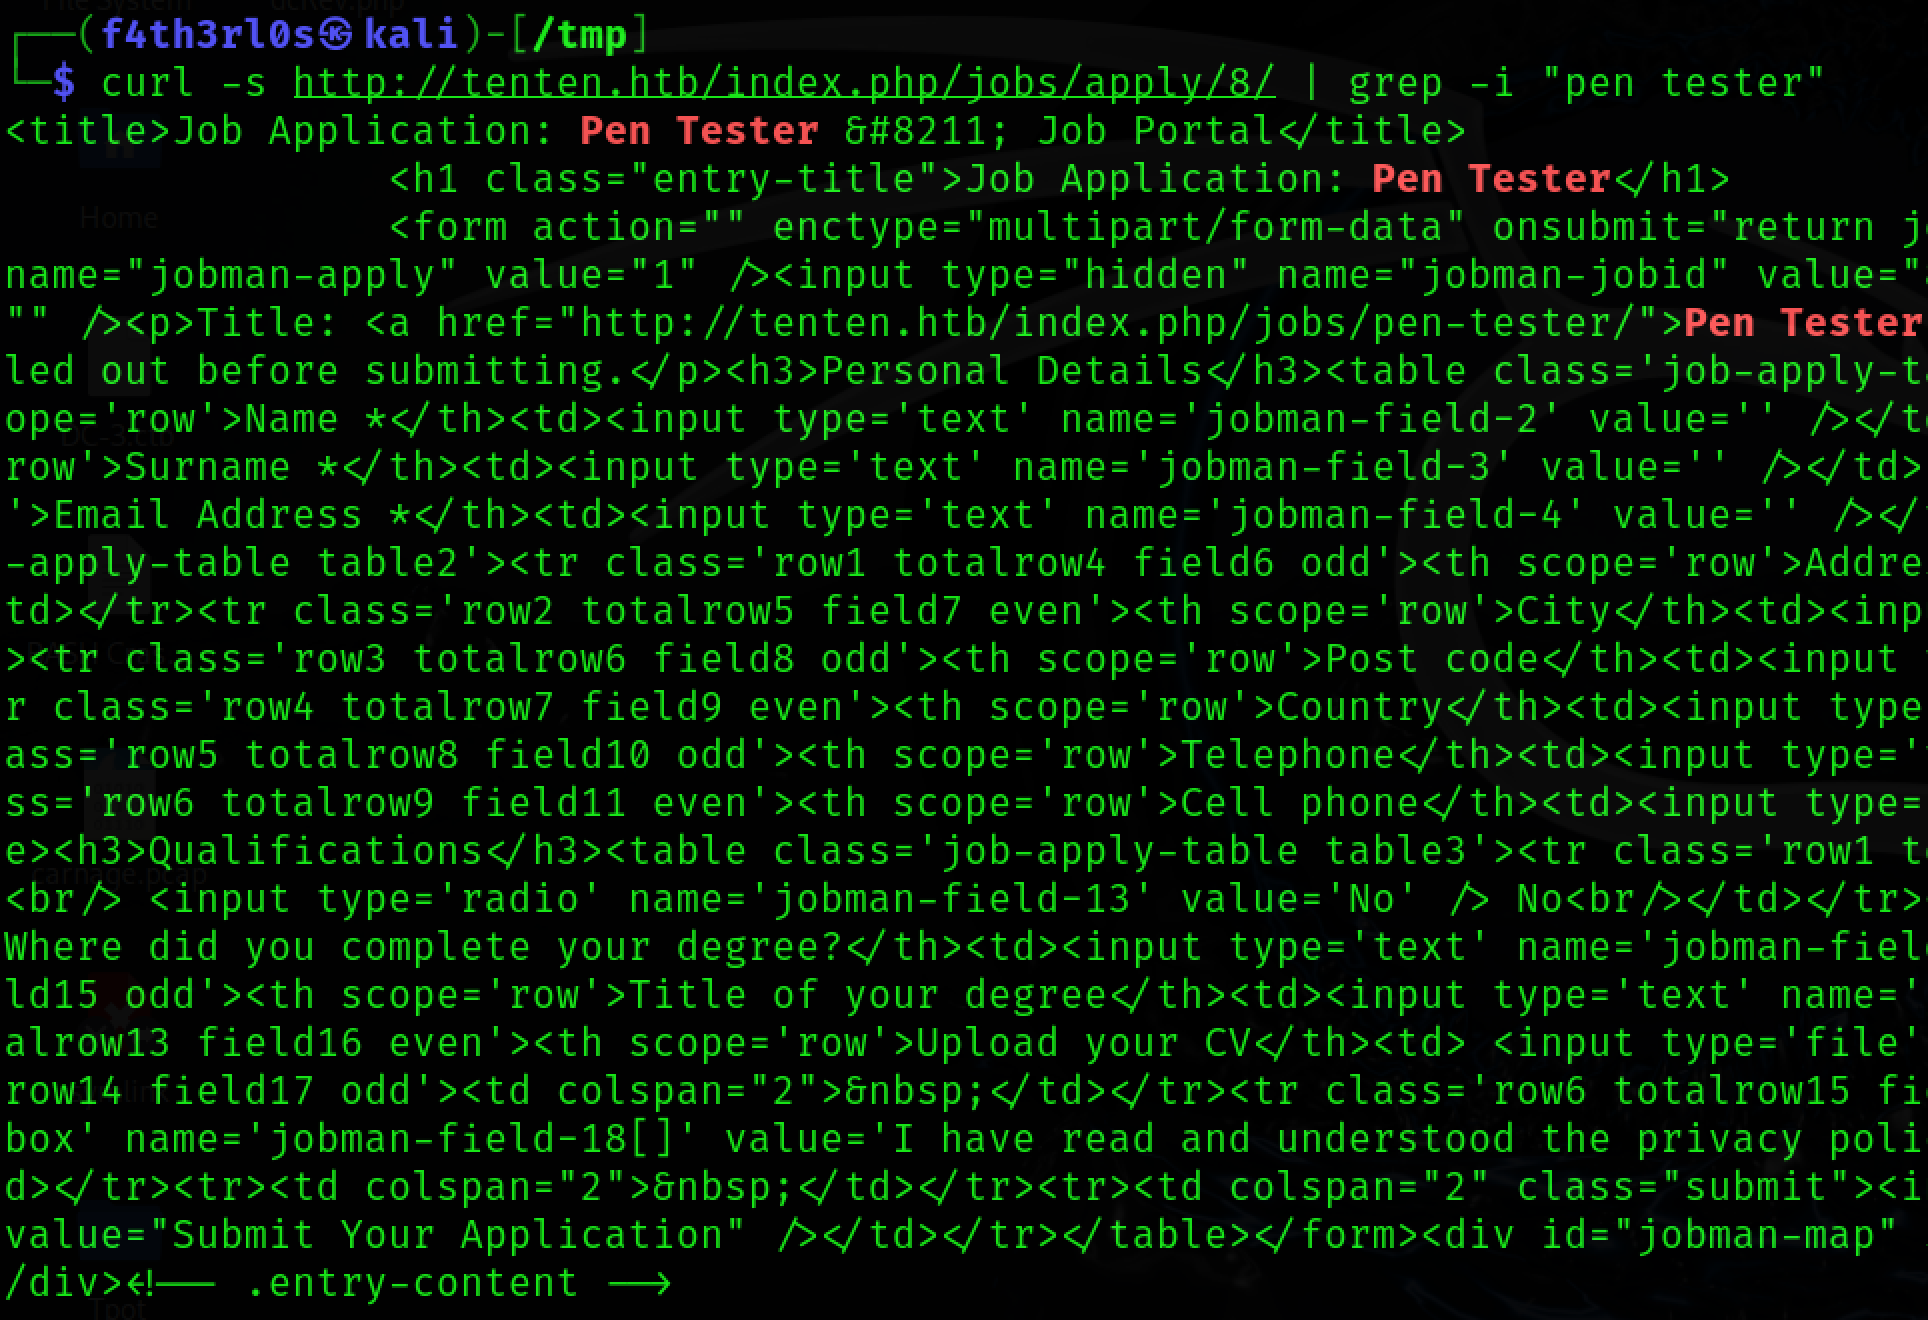 File System dcRev.php
┌──(f4th3rl0s㉿kali)-[/tmp]
└─$ curl -s http://tenten.htb/index.php/jobs/apply/8/ | grep -i "pen tester"
<title>Job Application: Pen Tester &#8211; Job Portal</title>
<h1 class="entry-title">Job Application: Pen Tester</h1>
Home
<form action="" enctype="multipart/form-data" onsubmit="return j
name="jobman-apply" value="1" /><input type="hidden" name="jobman-jobid" value="
"" /><p>Title: <a href="http://tenten.htb/index.php/jobs/pen-tester/">Pen Tester
led out before submitting.</p><h3>Personal Details</h3><table class='job-apply-t
ope='row'>Name *</th><td><input type='text' name='jobman-field-2' value='' /></t
DC-3.ctb
row'>Surname *</th><td><input type='text' name='jobman-field-3' value='' /></td>
'>Email Address *</th><td><input type='text' name='jobman-field-4' value='' /></
-apply-table table2'><tr class='row1 totalrow4 field6 odd'><th scope='row'>Addre
td></tr><tr class='row2 totalrow5 field7 even'><th scope='row'>City</th><td><inp
><tr class='row3 totalrow6 field8 odd'><th scope='row'>Post code</th><td><input
r class='row4 totalrow7 field9 even'><th scope='row'>Country</th><td><input type
ass='row5 totalrow8 field10 odd'><th scope='row'>Telephone</th><td><input type='
ss='row6 totalrow9 field11 even'><th scope='row'>Cell phone</th><td><input type=
e><h3>Qualifications</h3><table class='job-apply-table table3'><tr class='row1 t
carnage.pcap
<br/> <input type='radio' name='jobman-field-13' value='No' /> No<br/></td></tr>
Where did you complete your degree?</th><td><input type='text' name='jobman-fiel
ld15 odd'><th scope='row'>Title of your degree</th><td><input type='text' name='
alrow13 field16 even'><th scope='row'>Upload your CV</th><td> <input type='file'
row14 field17 odd'><td colspan="2">&nbsp;</td></tr><tr class='row6 totalrow15 fi
box' name='jobman-field-18[]' value='I have read and understood the privacy poli
d></tr><tr><td colspan="2">&nbsp;</td></tr><tr><td colspan="2" class="submit"><i
value="Submit Your Application" /></td></tr></table></form><div id="jobman-map"
/div><!-- .entry-content -->
Tpot